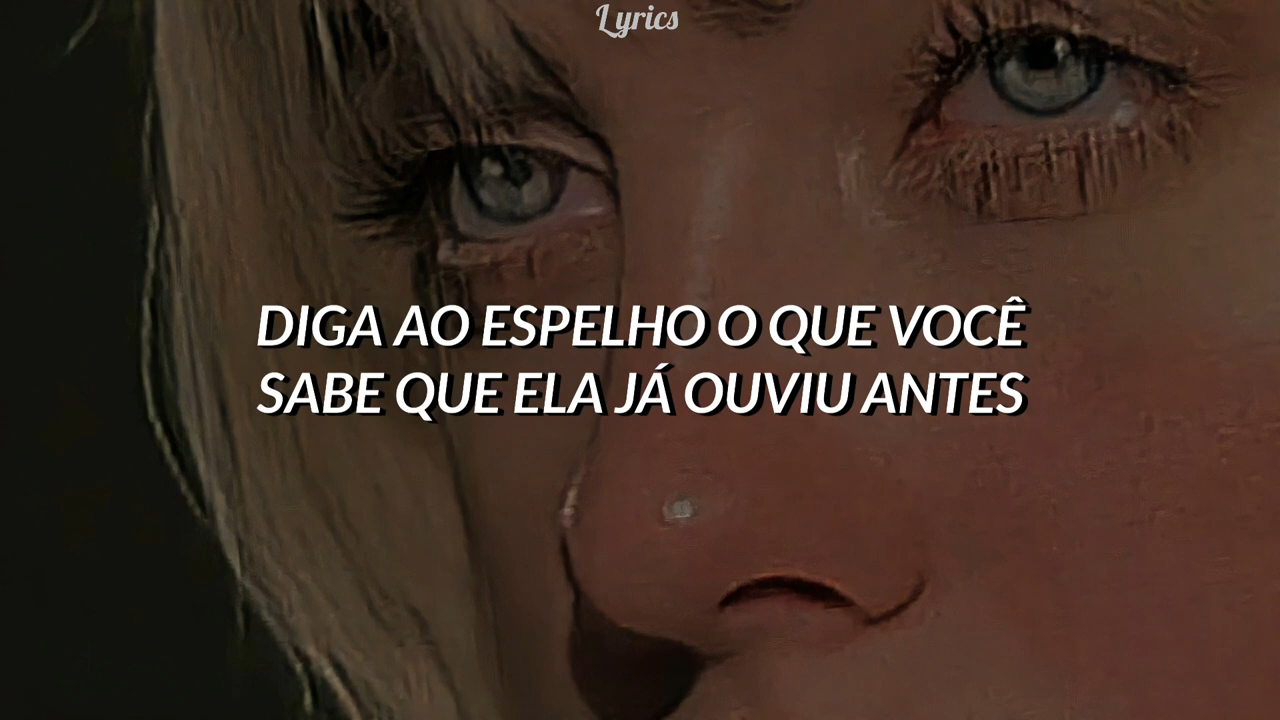 Lyrics
DIGA AO ESPELHO O QUE VOCÊ
SABE QUE ELA JÁ OUVIU ANTES